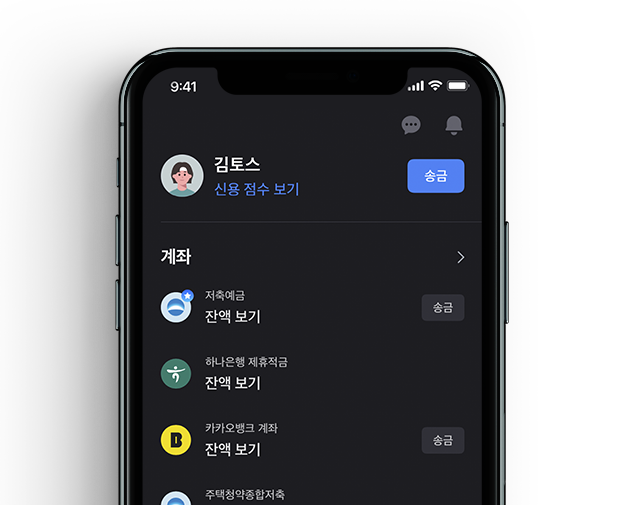 9:41
김토스
신용 점수 보기
송금
계좌
저축예금
잔액 보기
송금
하나은행 제휴적금
잔액 보기
카카오뱅크 계좌
잔액 보기
송금
주택청약종합저축